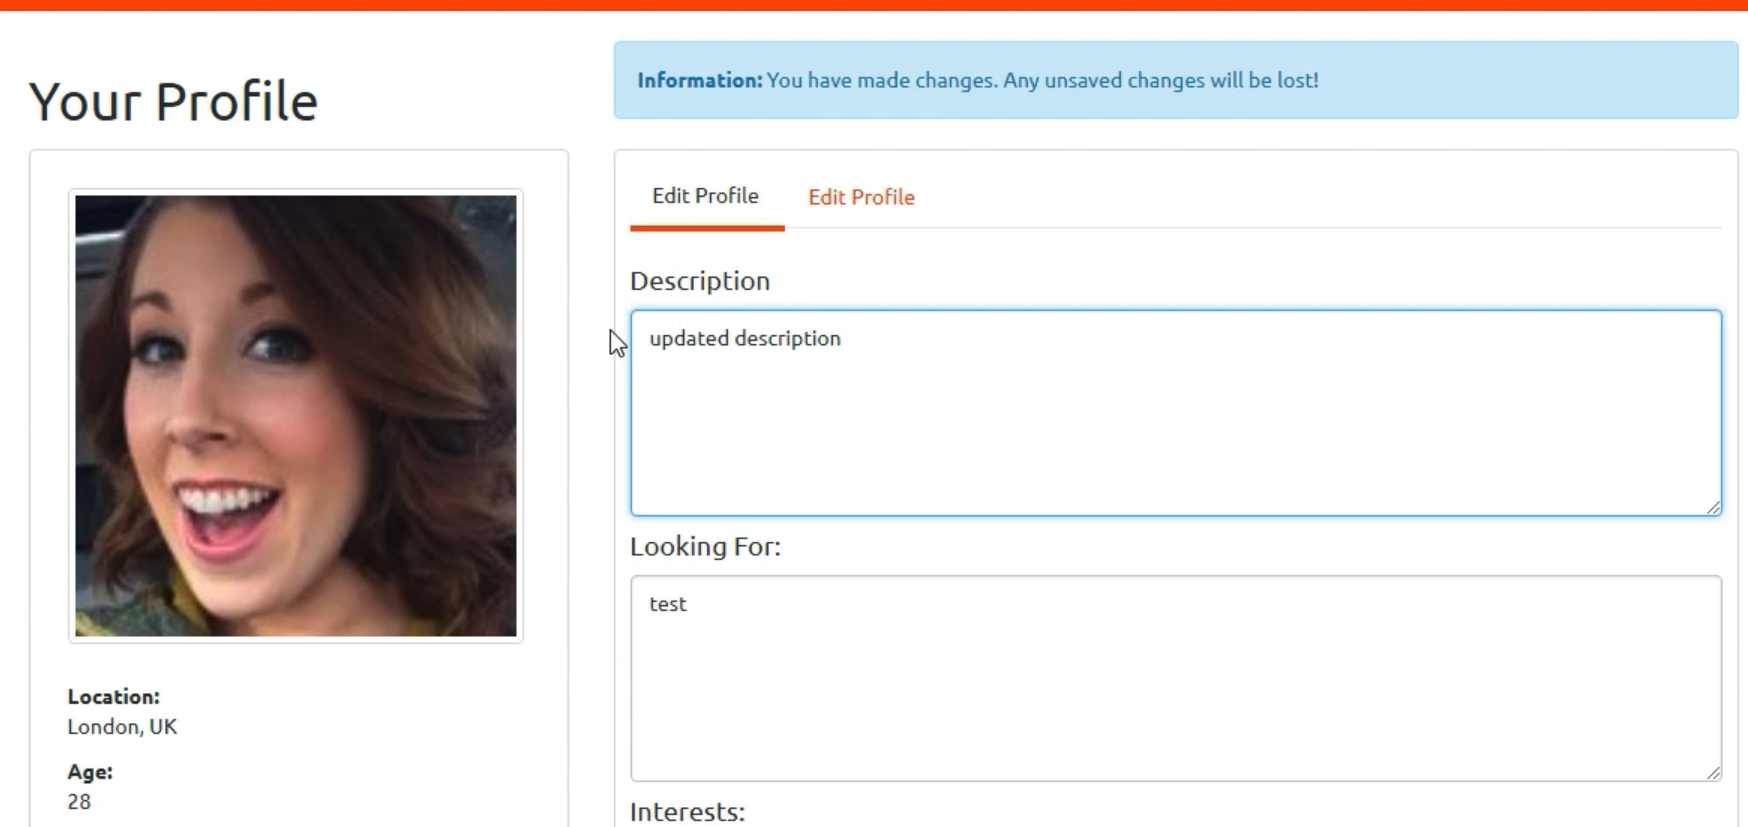 Your Profile
Information: You have made changes. Any unsaved changes will be lost!
Location:
London, UK
Age:
28
Edit Profile
Edit Profile
Description
updated description
Looking For:
test
Interests: